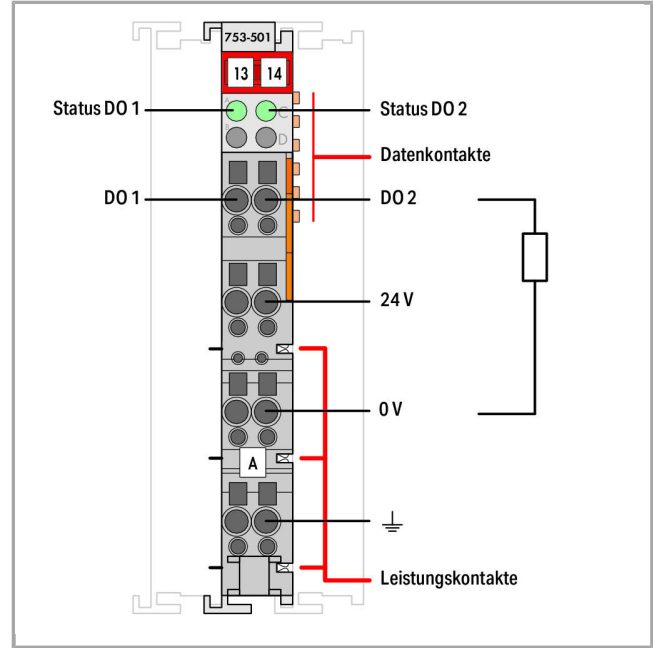 753-501
13 14
A
Status DO 1
C
Status DO 2
B
D
Datenkontakte
DO 1
DO 2
24 V
0 V
A
Leistungskontakte